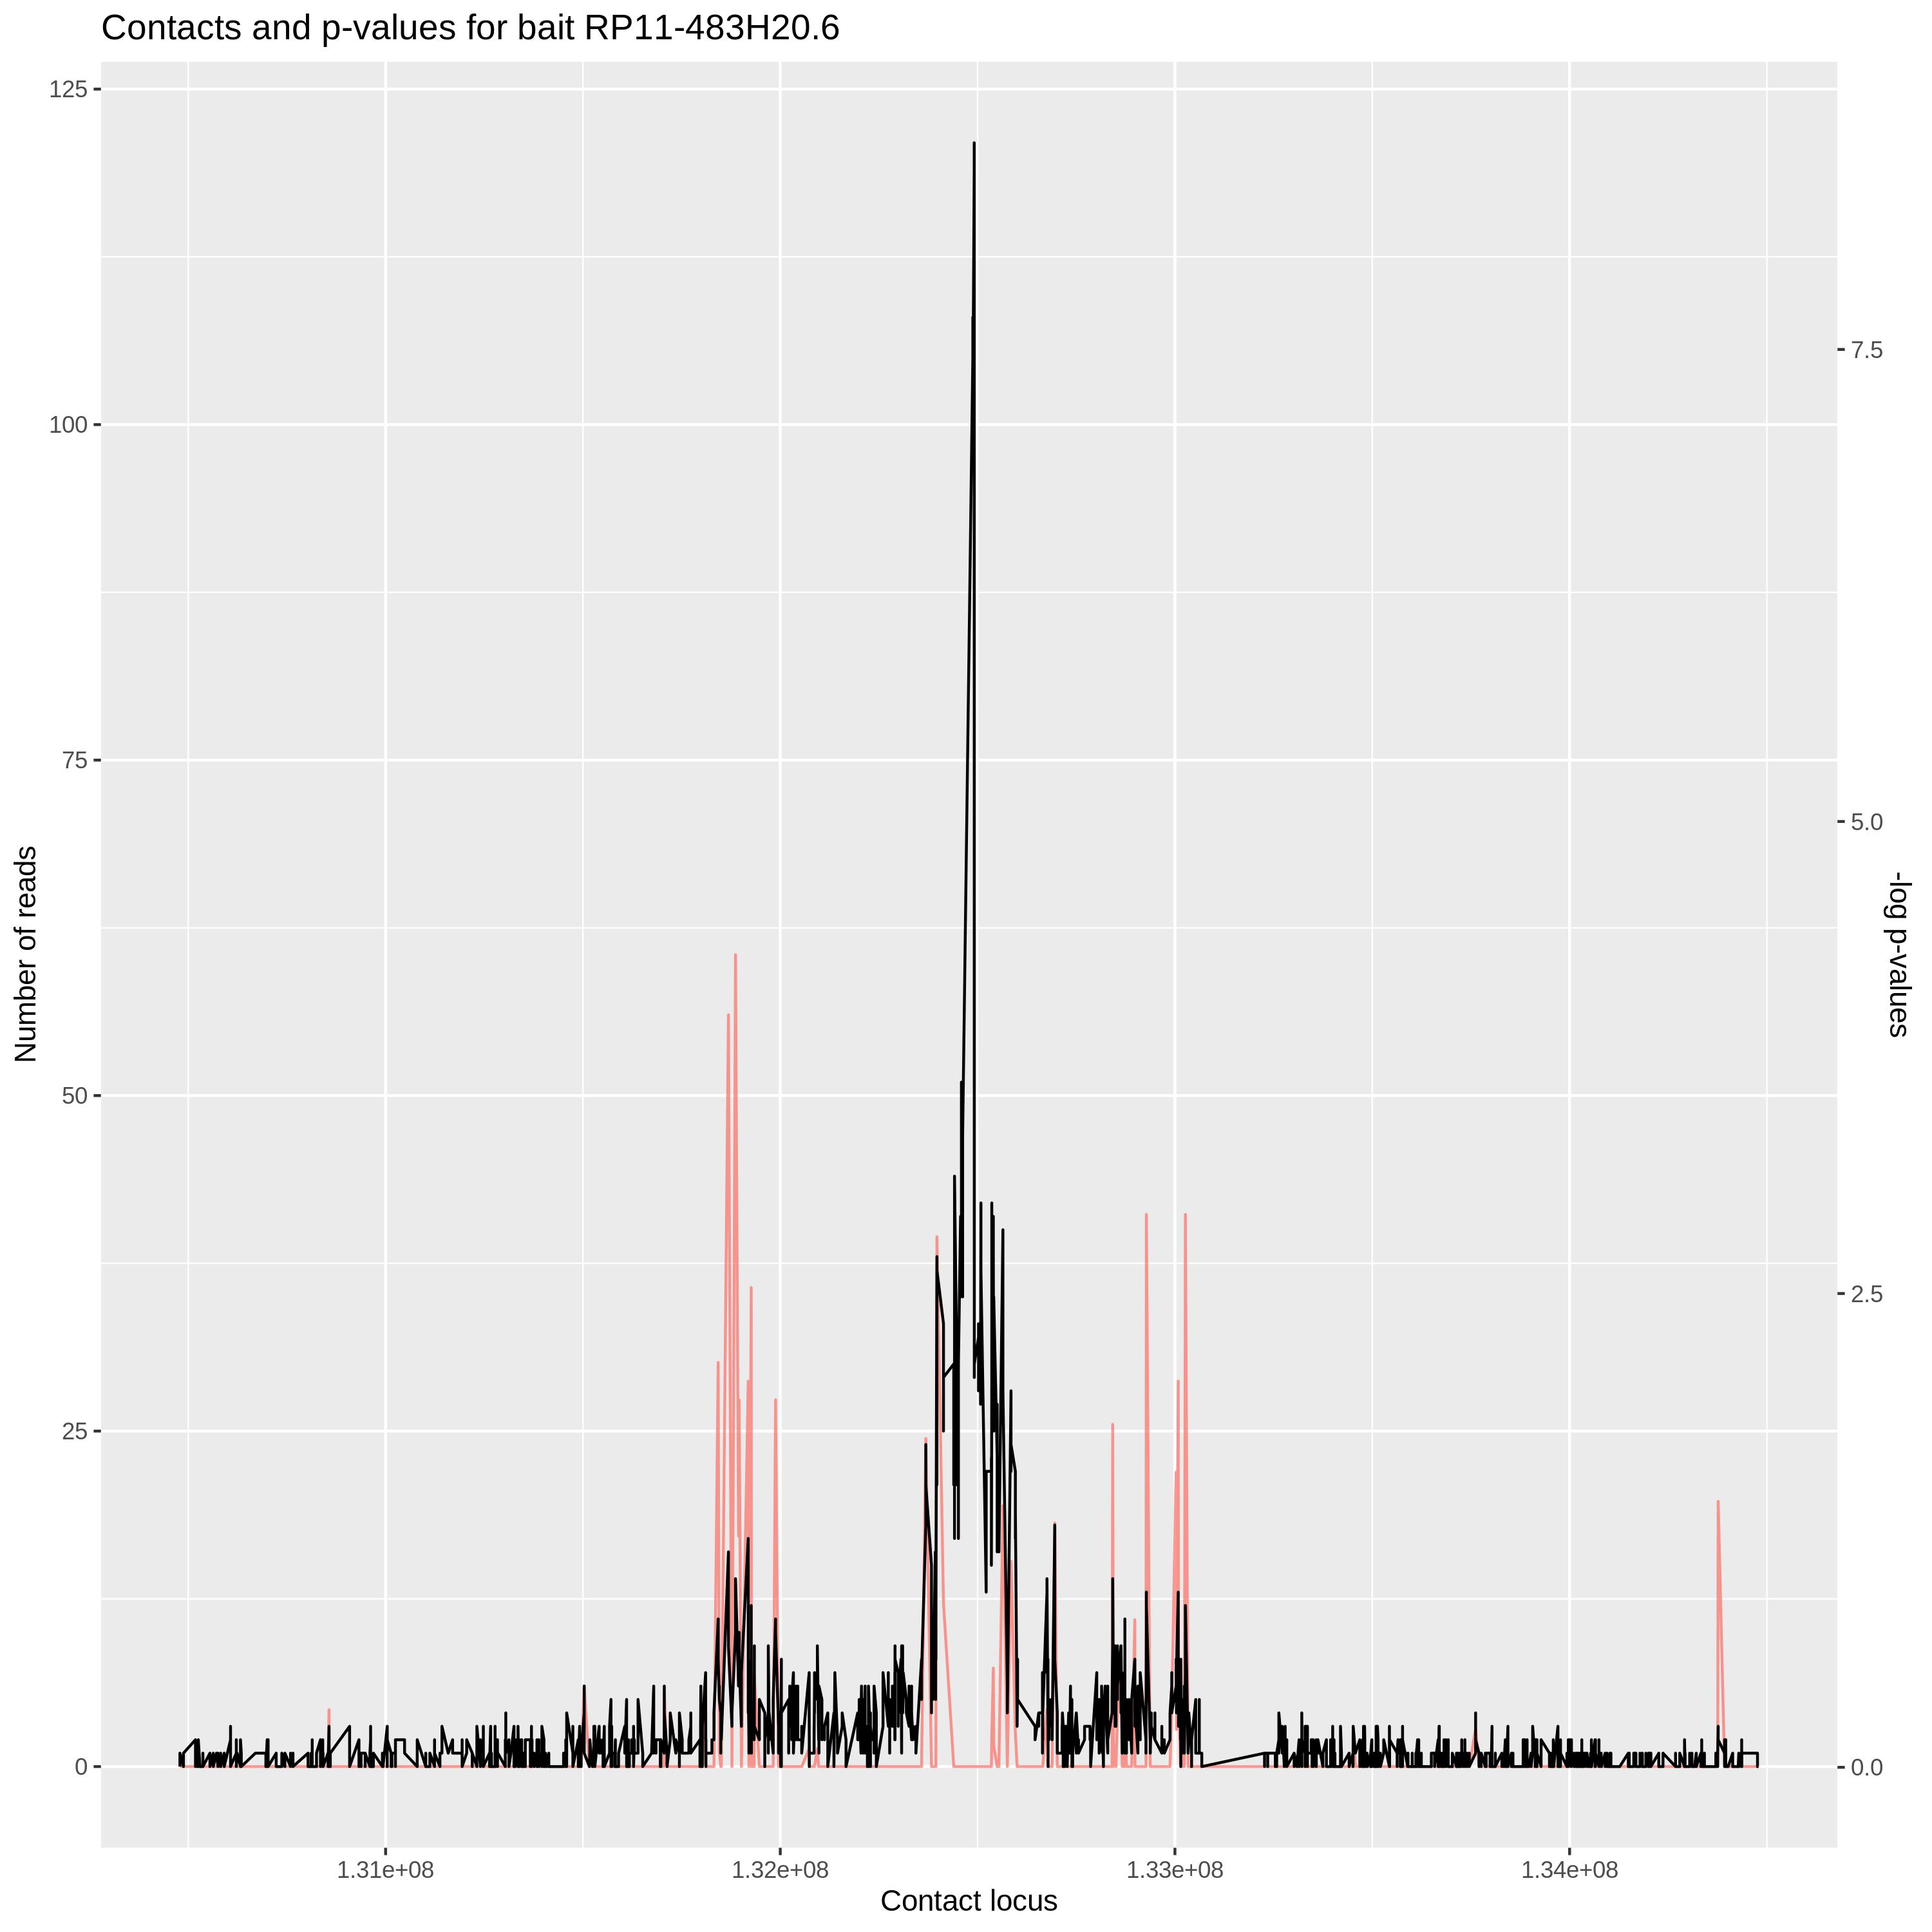 Contacts and p-values for bait RP11-483H20.6
125
100
75
50
25
0
Number of reads
7.5
5.0
2.5
0.0
-log p-values
1.31e+08
1.32e+08
1.33e+08
1.34e+08
Contact locus